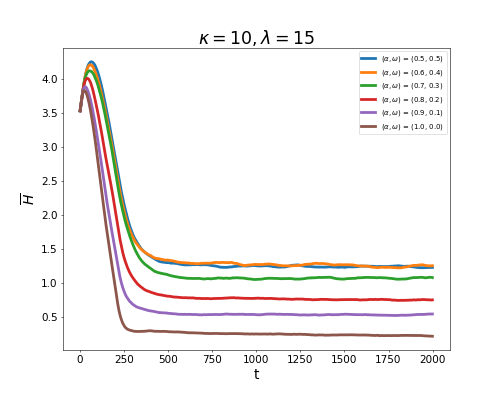 κ = 10, λ = 15
H̅
4.0
3.5
3.0
2.5
2.0
1.5
1.0
0.5
(α, ω) = (0.5, 0.5)
(α, ω) = (0.6, 0.4)
(α, ω) = (0.7, 0.3)
(α, ω) = (0.8, 0.2)
(α, ω) = (0.9, 0.1)
(α, ω) = (1.0, 0.0)
0 250 500 750 1000 1250 1500 1750 2000
t